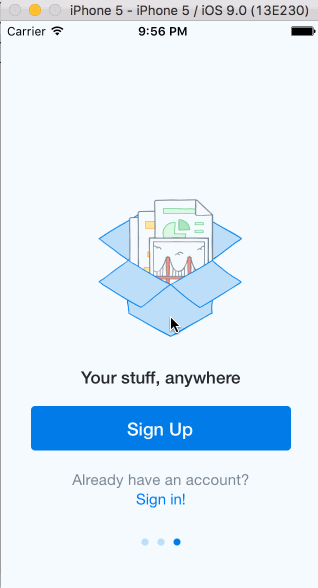 iPhone 5 - iPhone 5 / iOS 9.0 (13E230)
Carrier 9:56 PM
Your stuff, anywhere
Sign Up
Already have an account?
Sign in!